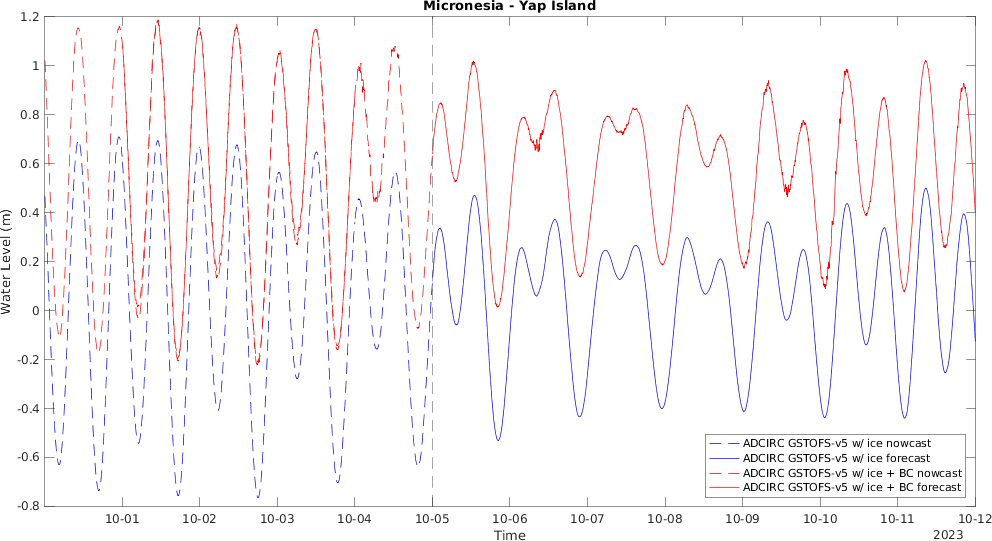 Micronesia - Yap Island
Water Level (m)
1.2
1
0.8
0.6
0.4
0.2
0
-0.2
-0.4
-0.6
-0.8
ADCIRC GSTOFS-v5 w/ ice nowcast
ADCIRC GSTOFS-v5 w/ ice forecast
ADCIRC GSTOFS-v5 w/ ice + BC nowcast
ADCIRC GSTOFS-v5 w/ ice + BC forecast
10-01 10-02 10-03 10-04 10-05 10-06 10-07 10-08 10-09 10-10 10-11 10-12
Time
2023